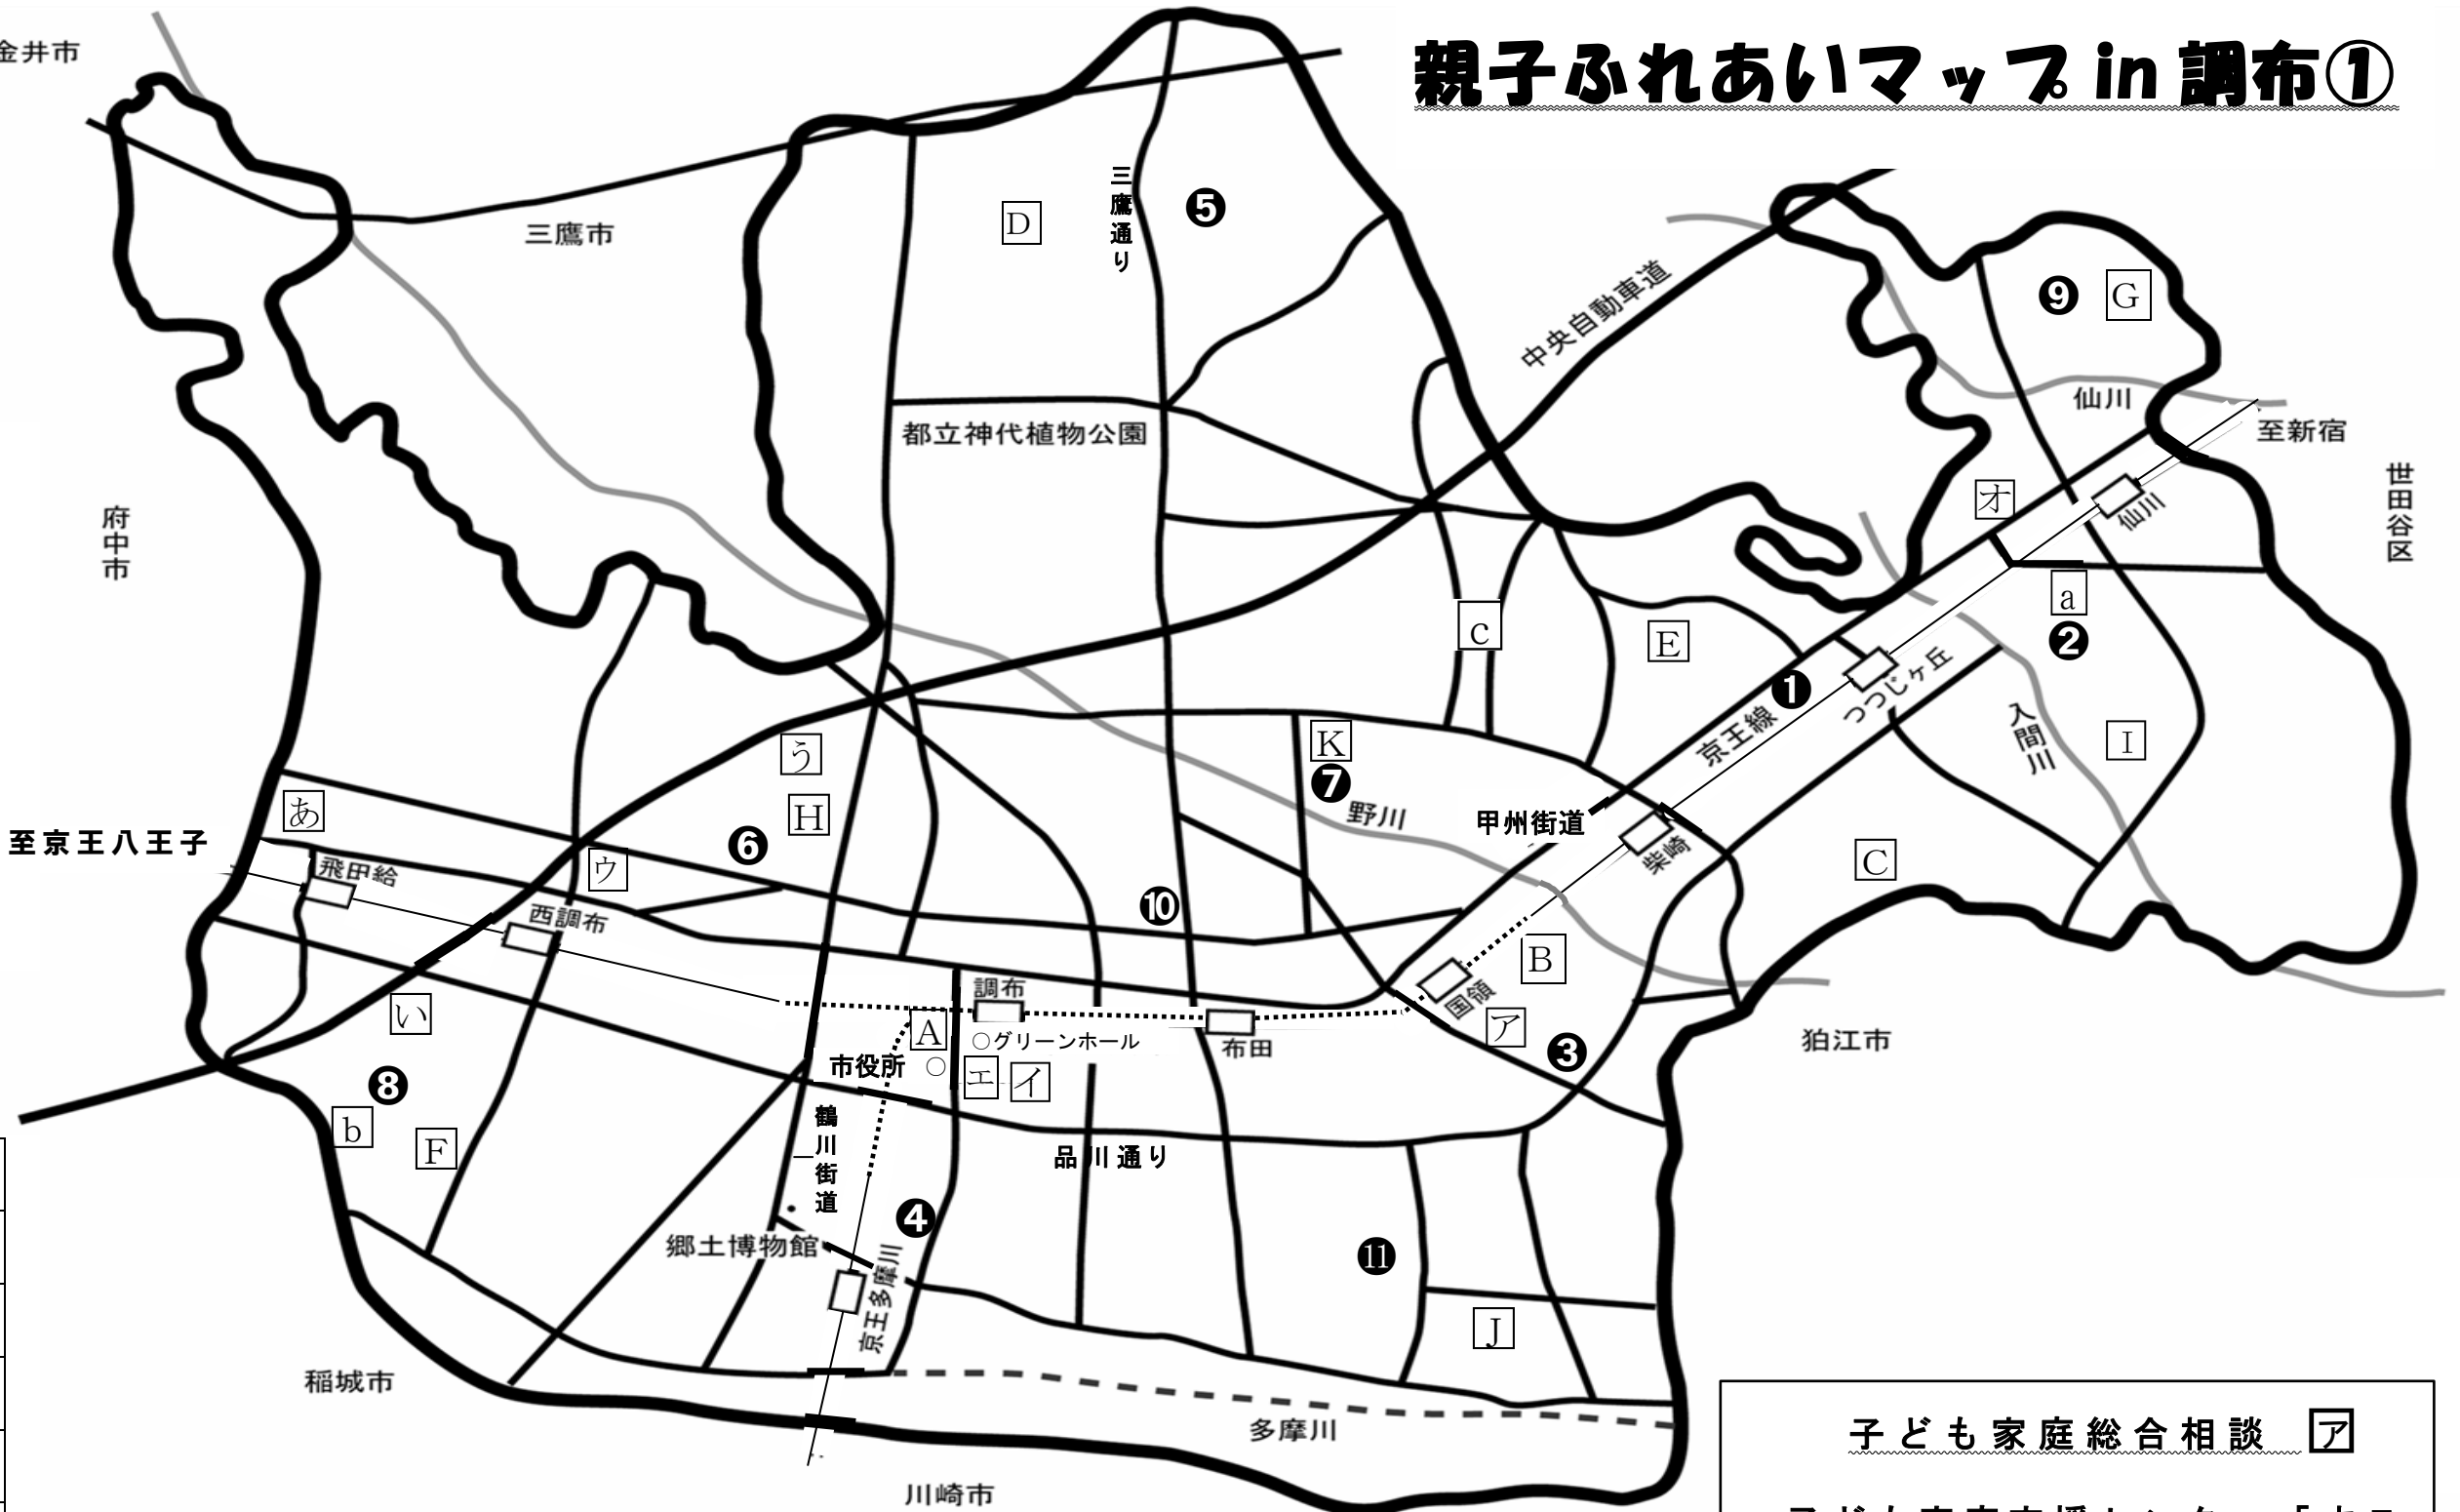 親子ふれあいマップin調布①
金井市
三鷹市
三鷹通り
D
❺
中央自動車道
❾
G
仙川
都立神代植物公園
至新宿
世田谷区
府中市
オ
仙川
a
❷
c
E
❶
つつじヶ丘
京王線
入間川
I
う
K
❼
H
あ
野川
甲州街道
至京王八王子
❻
柴崎
飛田給
ウ
C
西調布
❿
B
調布
国領
い
A
○グリーンホール
ア
布田
❸
狛江市
市役所
○
エ
イ
❽
b
F
鶴川街道
品川通り
❹
郷土博物館
京王多摩川
⓫
J
稲城市
多摩川
川崎市
子ども家庭総合相談 ア